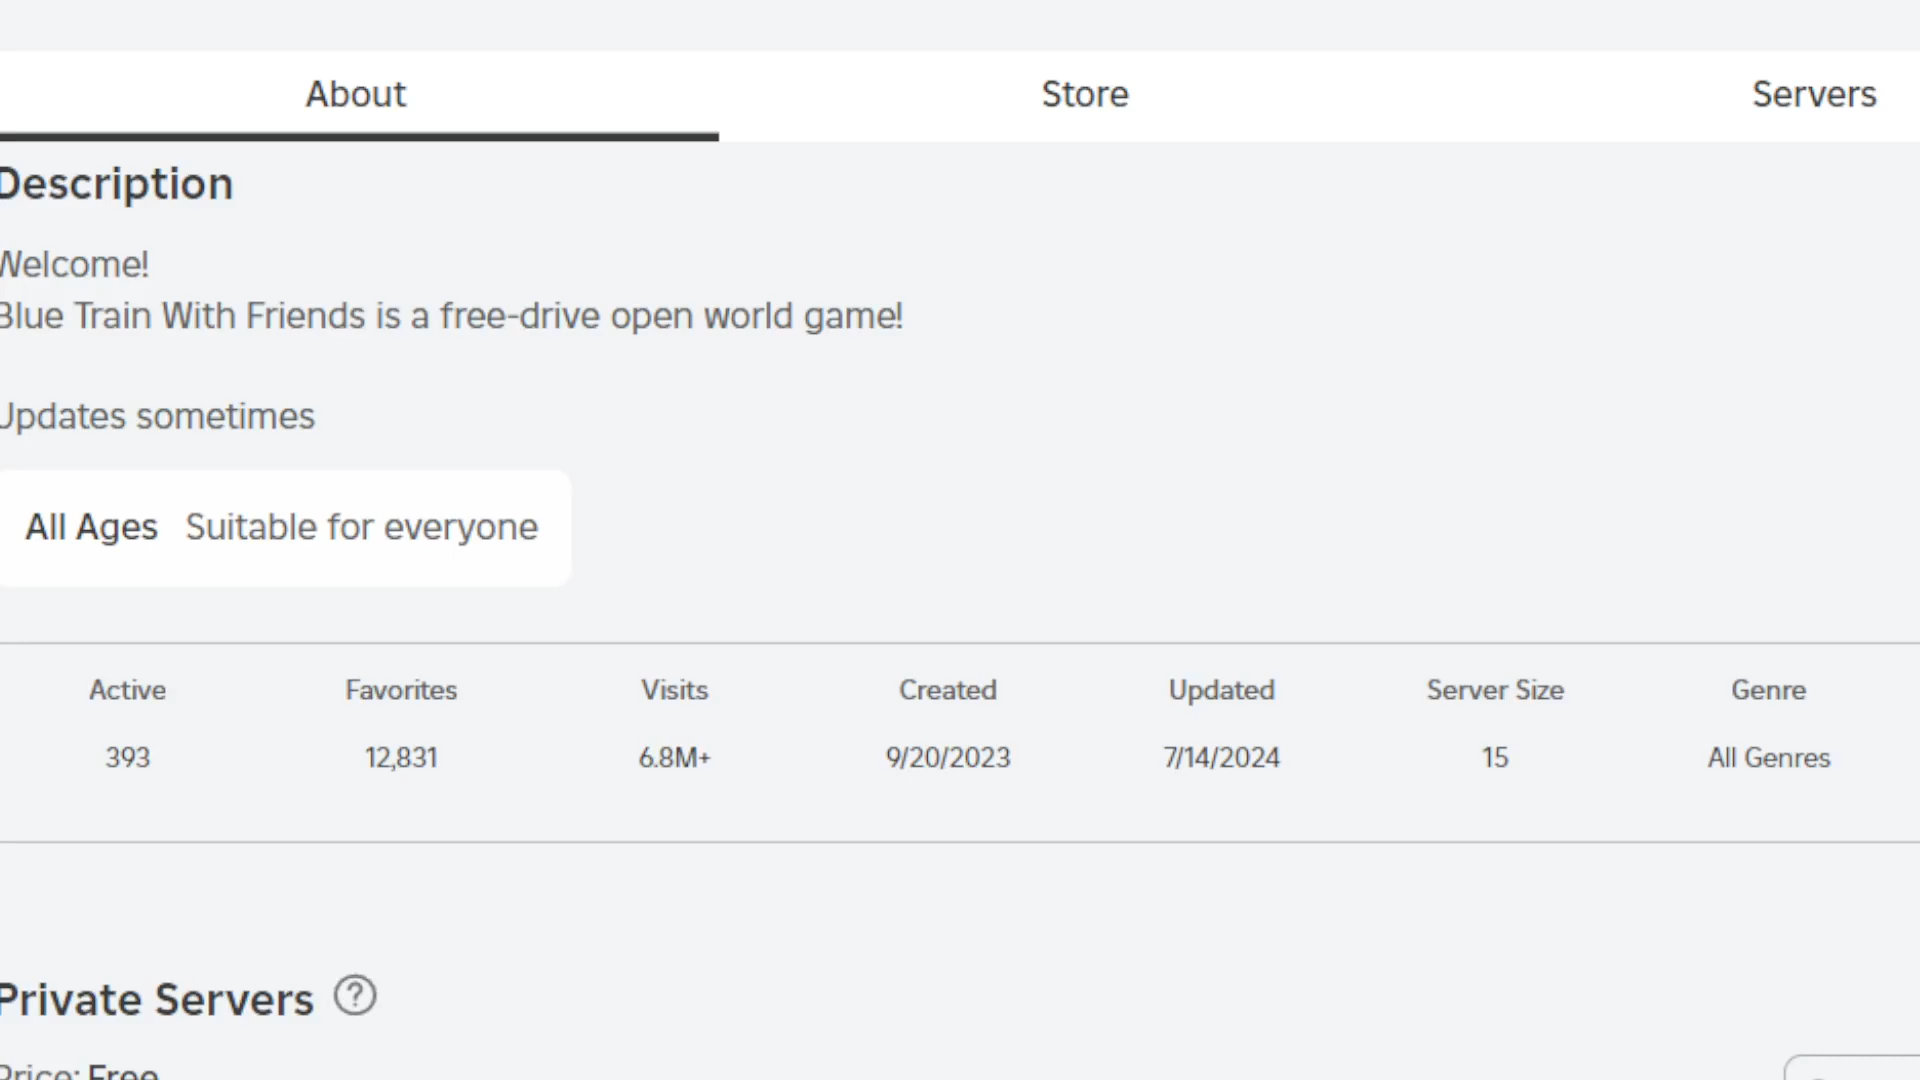 About Store Servers
Description
Welcome!
Blue Train With Friends is a free-drive open world game!
Updates sometimes
All Ages Suitable for everyone
Active Favorites Visits Created Updated Server Size Genre
393 12,831 6.8M+ 9/20/2023 7/14/2024 15 All Genres
Private Servers ?
Price: Free